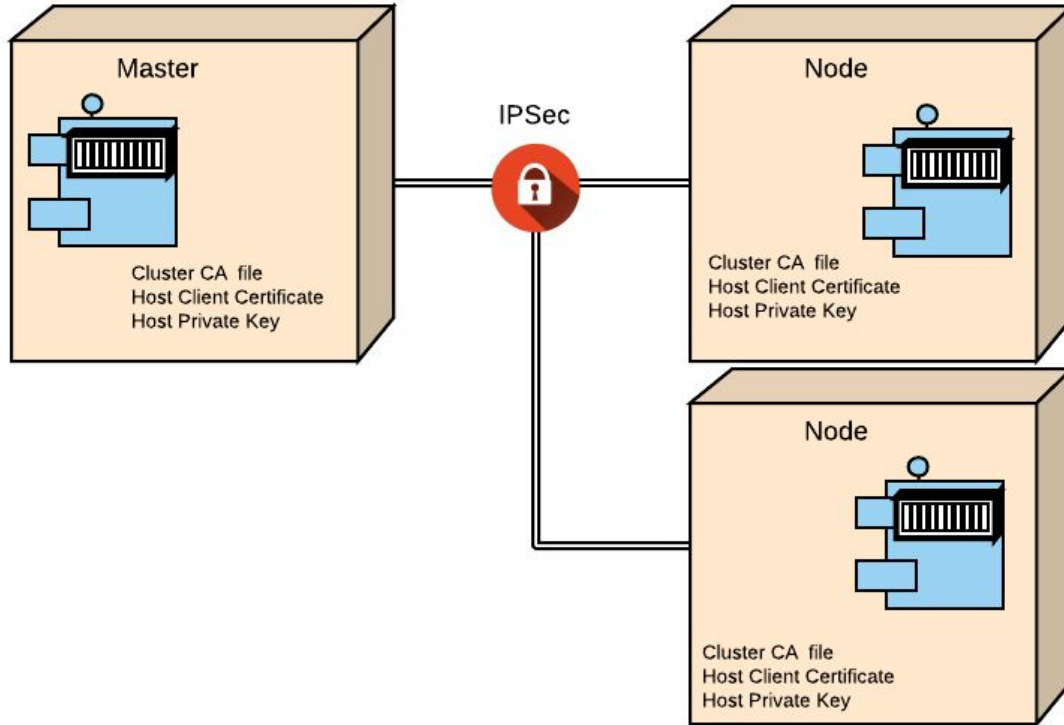 Master
Cluster CA file
Host Client Certificate
Host Private Key
IPSec
Node
Cluster CA file
Host Client Certificate
Host Private Key
Node
Cluster CA file
Host Client Certificate
Host Private Key